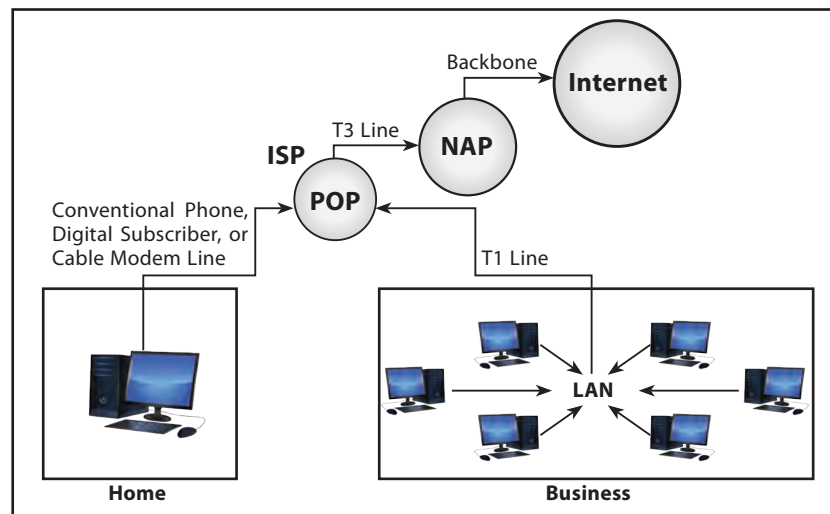 Backbone
Internet
T3 Line
NAP
ISP
POP
Conventional Phone,
Digital Subscriber, or
Cable Modem Line
T1 Line
LAN
Home
Business